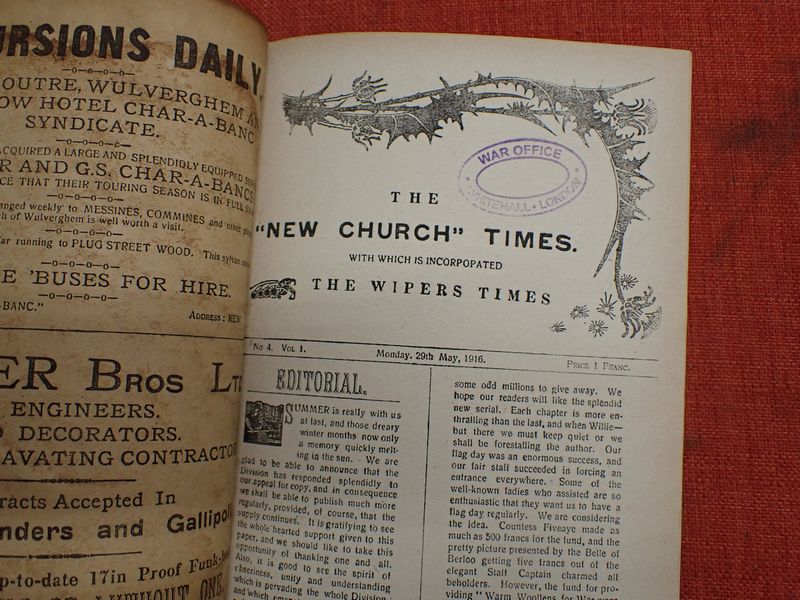 URSIONS DAILY.
OUTRE, WULVERGHEM AN
OW HOTEL CHAR-A-BANC
SYNDICATE.
ACQUIRED A LARGE AND SPLENDIDLY EQUIPPED
R AND G.S. CHAR-A-BANCS
CE THAT THEIR TOURING SEASON IS IN FULL SW
anged weekly' to MESSINES, COMMINES and other
h of Wulverghem is well worth a visit.
ar running to PLUG STREET WOOD. This sylvan
E 'BUSES FOR HIRE.
-BANC."
ADDRESS:
ER BROS LTD
ENGINEERS.
DECORATORS.
AVATING CONTRACTO
racts Accepted In
nders and Gallipol
p-to-date 17in Proof Funk-
WITHOUT ONE
WAR OFFICE
WHITEHALL · LONDON
THE
"NEW CHURCH" TIMES.
WITH WHICH IS INCORPOPATED
THE WIPERS TIMES
No 4. VOL 1.
Monday, 29th May, 1916.
PRICE 1 FRANC.
EDITORIAL.
SUMMER is really with us
at last, and those dreary
winter months now only
a memory quickly melt-
ing in the sun. We are
glad to be able to announce that the
Division has responded splendidly to
our appeal for copy, and in consequence
we shall be able to publish much more
regularly, provided, of course, that the
supply continues. It is gratifying to see
the whole hearted support given to this
paper, and we should like to take this
opportunity of thanking one and all.
Also, it is good to see the spirit of
cheeriness, unity and understanding
which is pervading the whole Division
some odd millions to give away. We
hope our readers will like the splendid
new serial. Each chapter is more en-
thralling than the last, and when Willie—
but there we must keep quiet or we
shall be forestalling the author. Our
flag day was an enormous success, and
our fair staff succeeded in forcing an
entrance everywhere. Some of the
well-known ladies who assisted are so
enthusiastic that they want us to have a
flag day regularly. We are considering
the idea. Countess Fiveaye made as
much as 500 francs for the fund, and the
pretty picture presented by the Belle of
Berloo getting five francs out of the
elegant Staff Captain charmed all
beholders. However, the fund for pro-
viding "Warm Woollens for